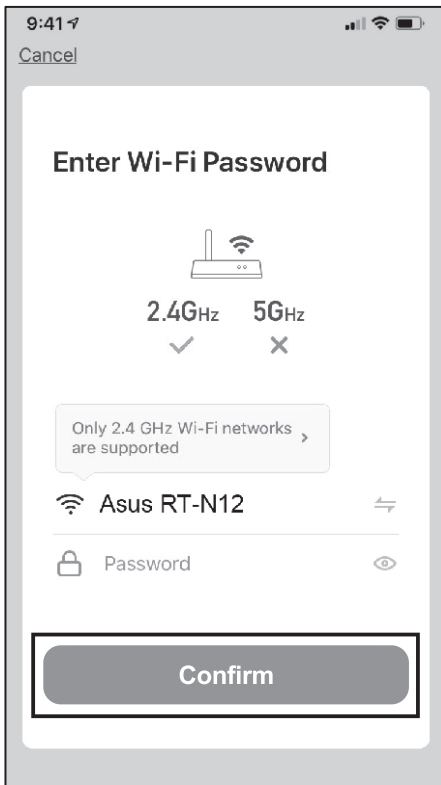 9:41
Cancel
Enter Wi-Fi Password
2.4GHz 5GHz
Only 2.4 GHz Wi-Fi networks
are supported
Asus RT-N12
Password
Confirm